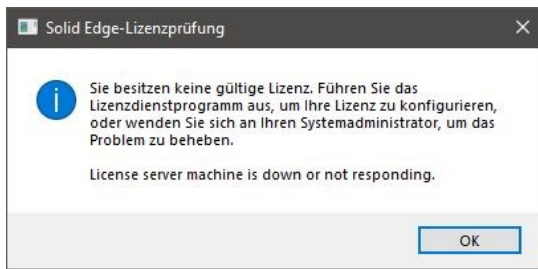 Solid Edge-Lizenzprüfung
Sie besitzen keine gültige Lizenz. Führen Sie das
Lizenzdienstprogramm aus, um Ihre Lizenz zu konfigurieren,
oder wenden Sie sich an Ihren Systemadministrator, um das
Problem zu beheben.
License server machine is down or not responding.
OK